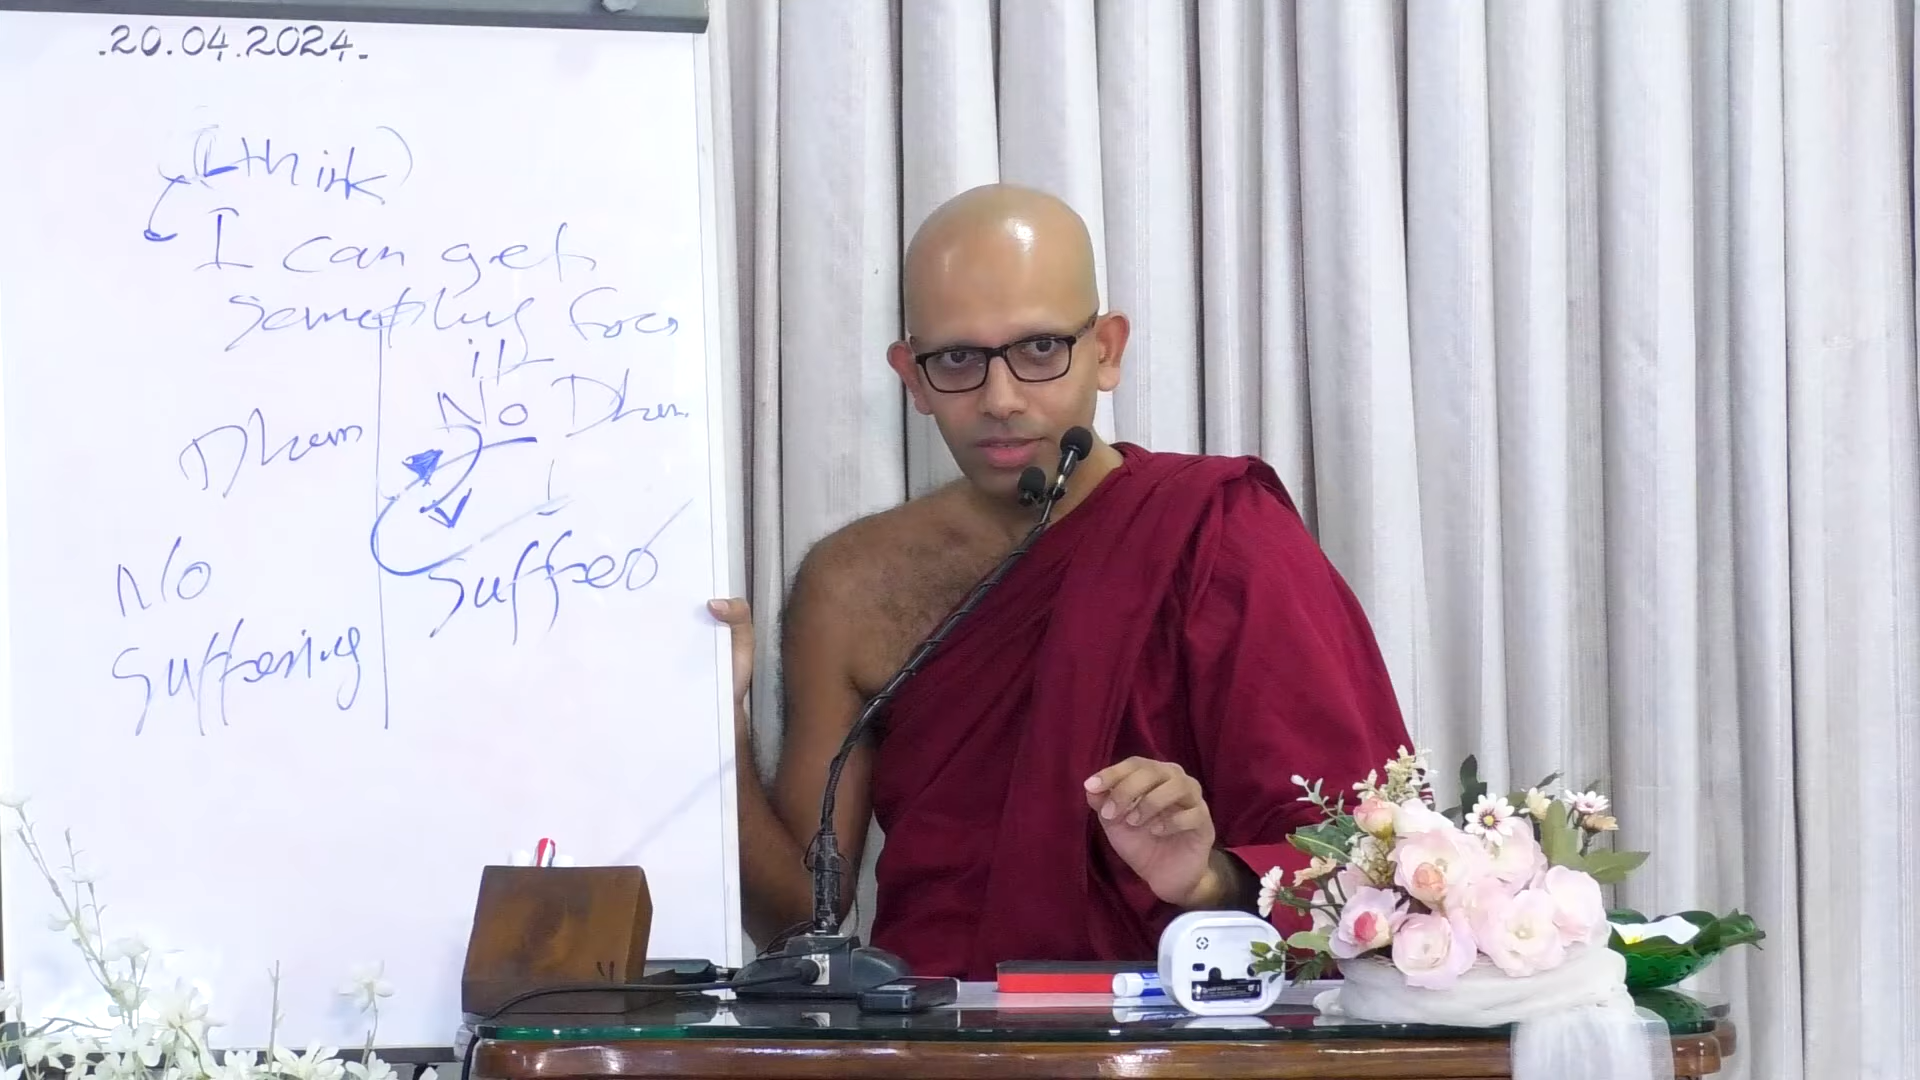 .20.04.2024.
(I think)
I can get
something from
it
No Dham
Dham
No
Suffering
Suffer